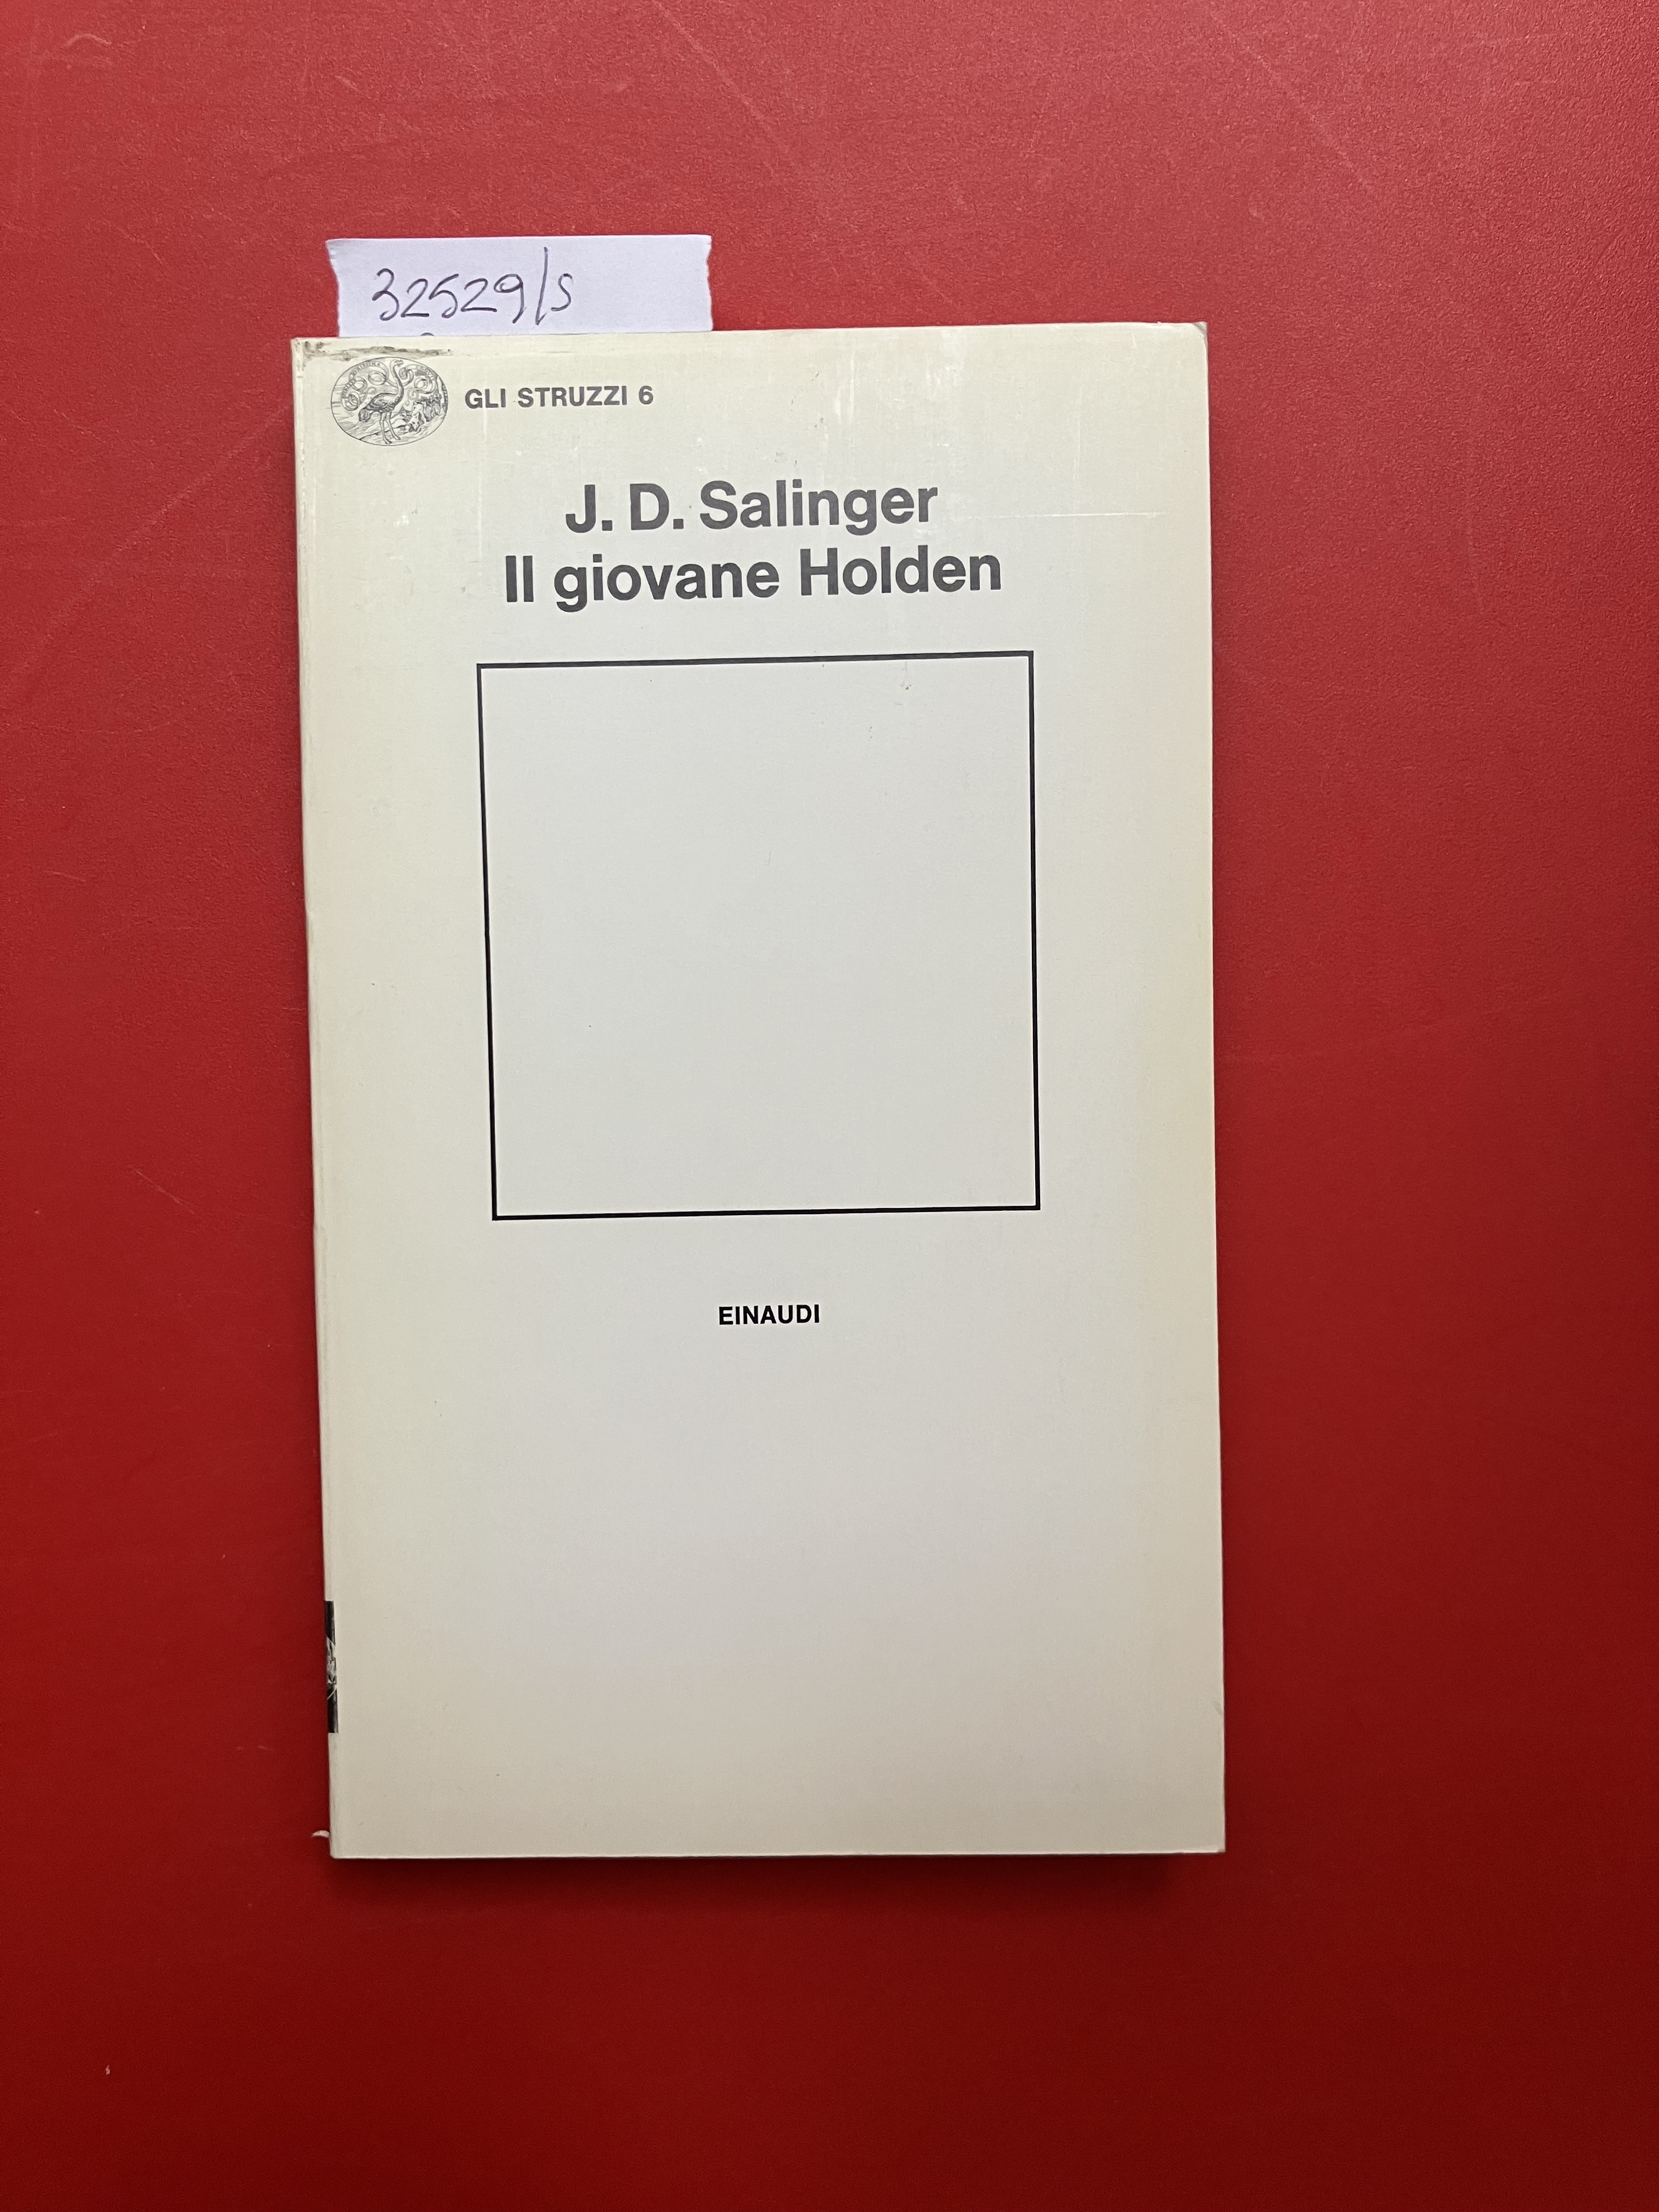 32529/s
GLI STRUZZI 6
J. D. Salinger
Il giovane Holden
EINAUDI